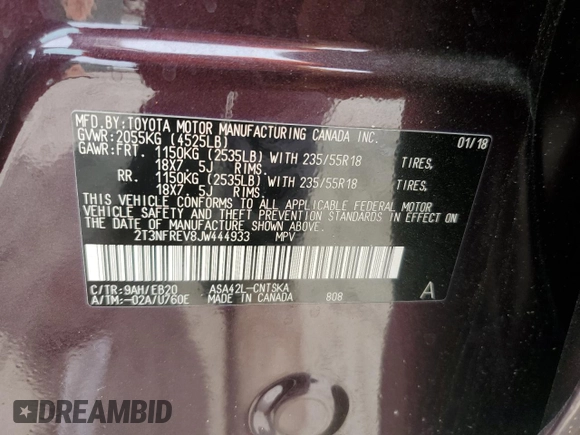 MFD.BY:TOYOTA MOTOR MANUFACTURING CANADA INC.
GVWR:2055KG (4525LB) 01/18
GAWR:FRT. 1150KG (2535LB) WITH 235/55R18 TIRES,
18X7 .5J RIMS.
RR. 1150KG (2535LB) WITH 235/55R18 TIRES,
18X7 .5J RIMS.
THIS VEHICLE CONFORMS TO ALL APPLICABLE FEDERAL MOTOR
VEHICLE SAFETY AND THEFT PREVENTION STANDARDS IN EFFECT ON
THE DATE OF MANUFACTURE SHOWN ABOVE.
2T3NFREV8JW444933 MPV
C/TR:9AH/EB20 ASA42L-CNTSKA
A/TM:-02A/U760E MADE IN CANADA 808 A
DREAMBID